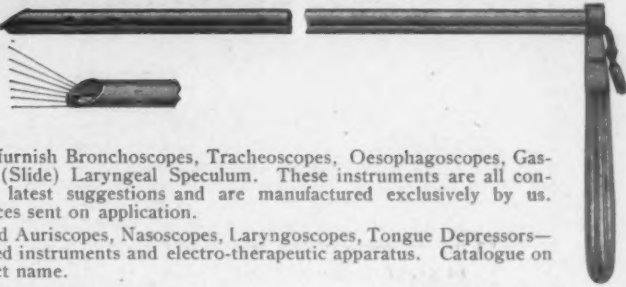 furnish Bronchoscopes, Tracheoscopes, Oesophagoscopes, Gas-
(Slide) Laryngeal Speculum. These instruments are all con-
latest suggestions and are manufactured exclusively by us.
ces sent on application.
d Auriscopes, Nasoscopes, Laryngoscopes, Tongue Depressors—
ed instruments and electro-therapeutic apparatus. Catalogue on
ct name.